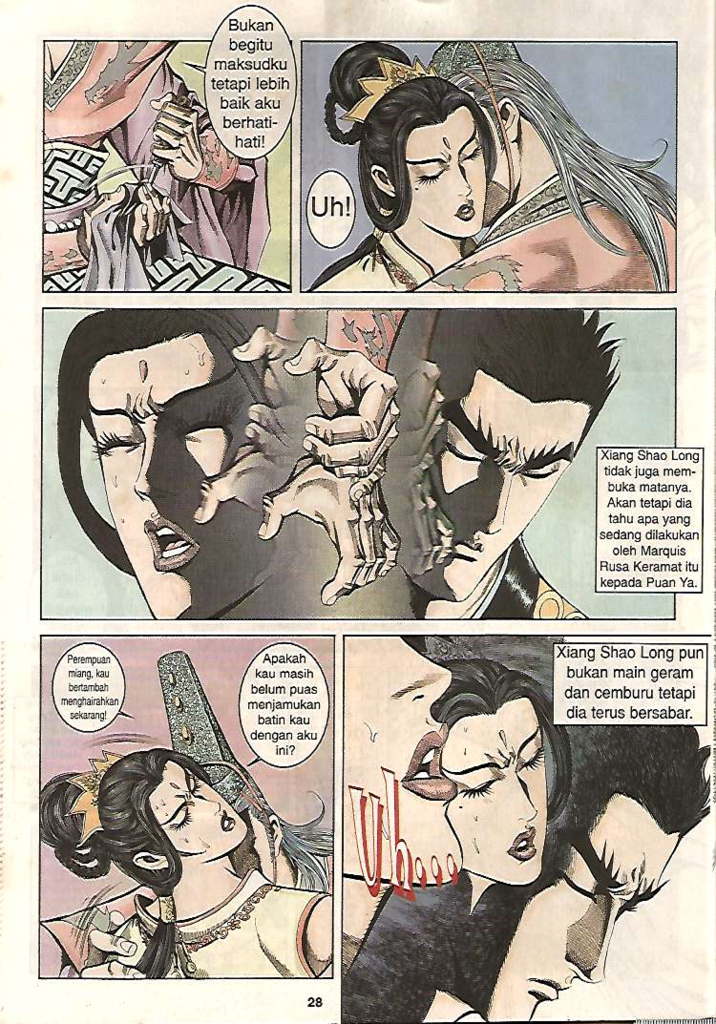 Bukan
begitu
maksudku
tetapi lebih
baik aku
berhati-
hati!
Uh!
Xiang Shao Long
tidak juga mem-
buka matanya.
Akan tetapi dia
tahu apa yang
sedang dilakukan
oleh Marquis
Rusa Keramat itu
kepada Puan Ya.
Perempuan
miang, kau
bertambah
menghairahkan
sekarang!
Apakah
kau masih
belum puas
menjamukan
batin kau
dengan aku
ini?
Xiang Shao Long pun
bukan main geram
dan cemburu tetapi
dia terus bersabar.
Uh...
28